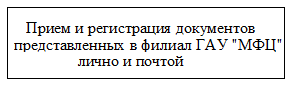 Прием и регистрация документов
представленных в филиал ГАУ "МФЦ"
лично и почтой